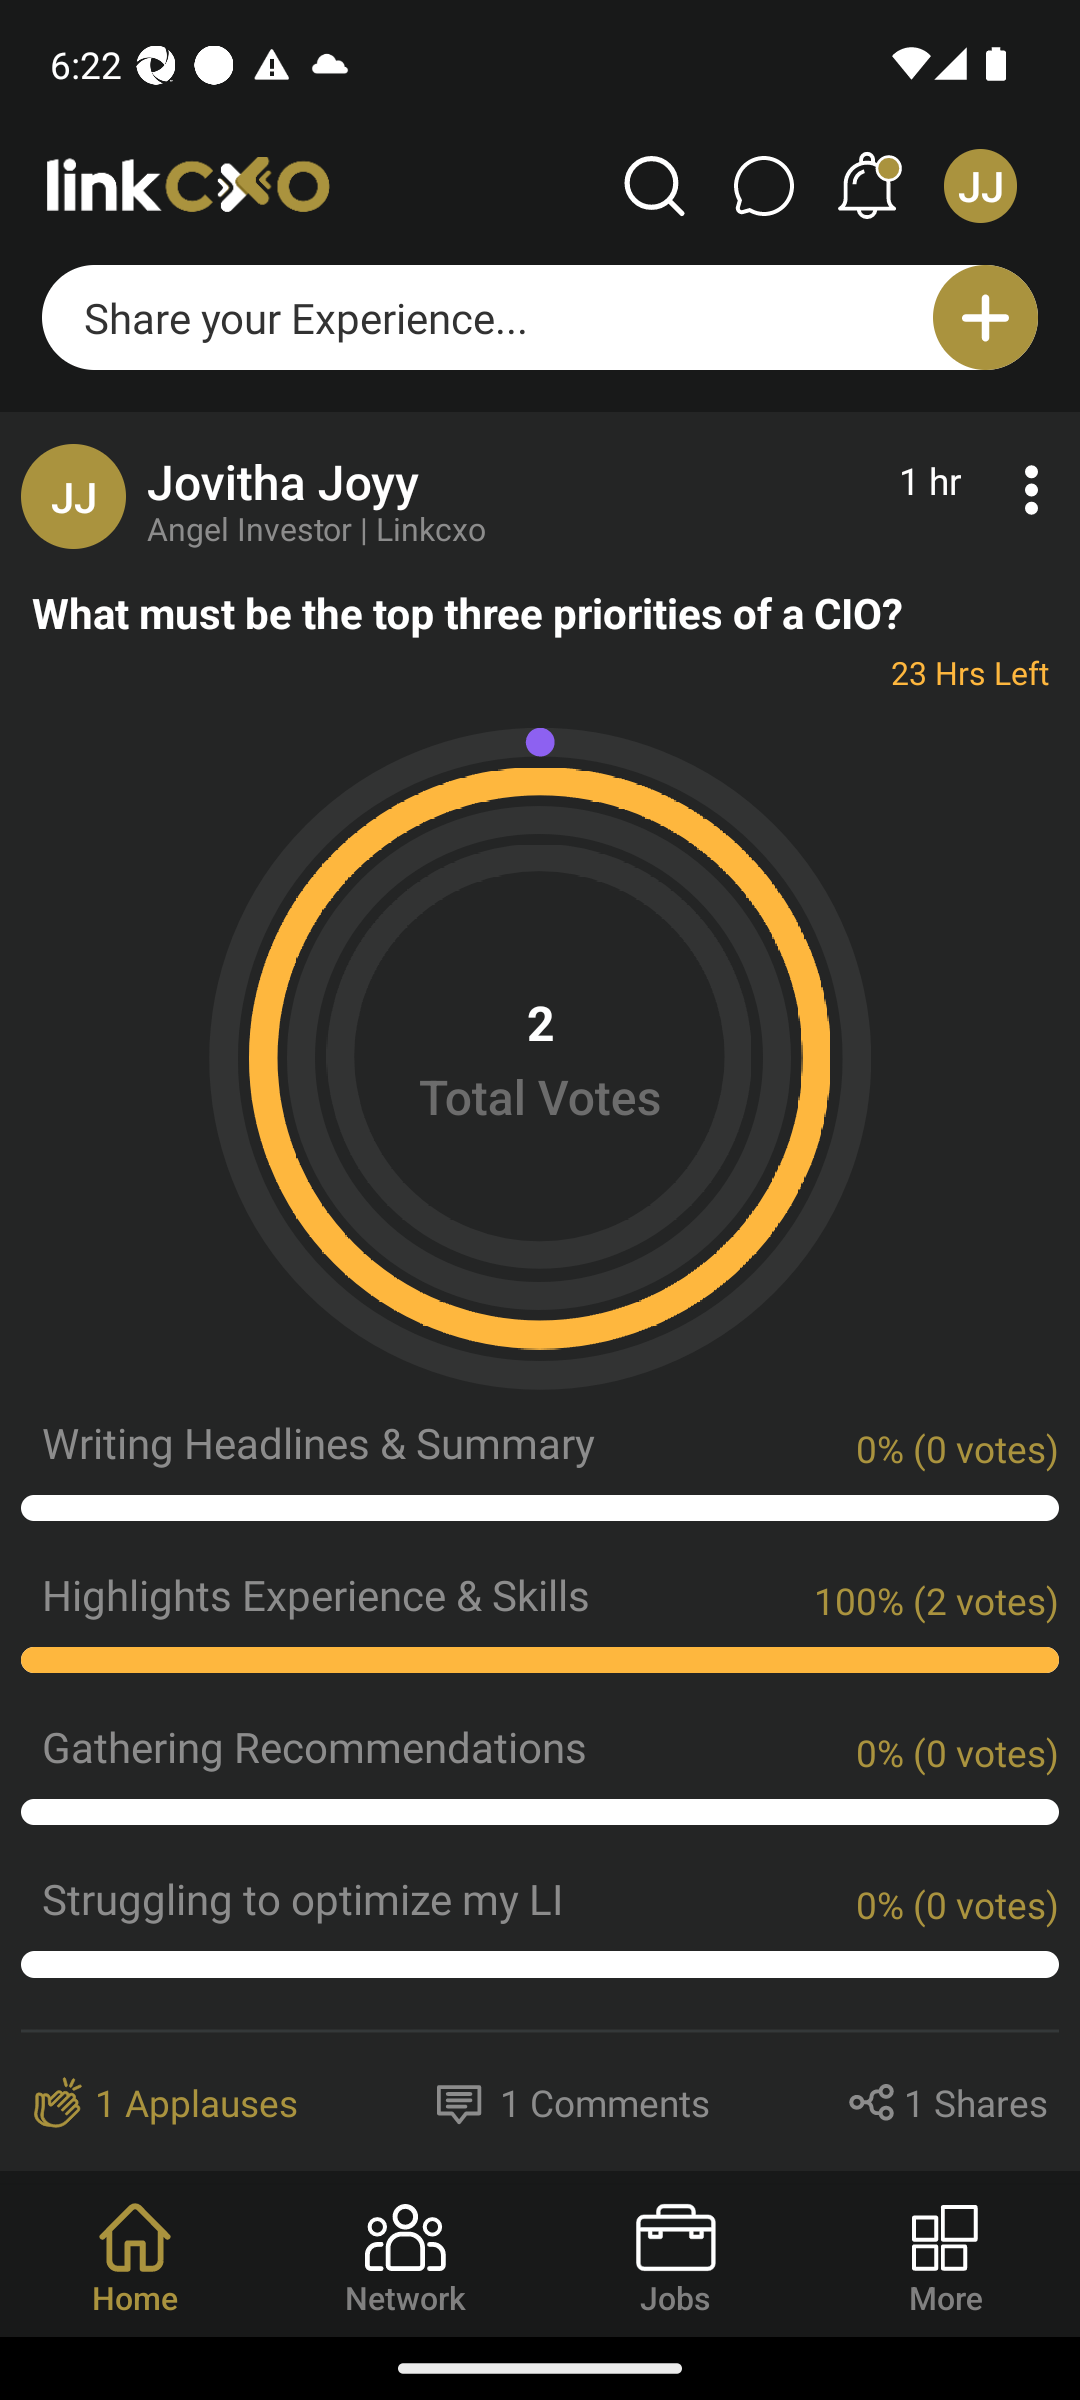 6:22
linkcxo
JJ
Share your Experience...
JJ
Jovitha Joyy
1 hr
Angel Investor | Linkcxo
What must be the top three priorities of a CIO?
23 Hrs Left
2
Total Votes
Writing Headlines & Summary
0% (0 votes)
Highlights Experience & Skills
100% (2 votes)
Gathering Recommendations
0% (0 votes)
Struggling to optimize my LI
0% (0 votes)
1 Applauses
1 Comments
1 Shares
Home
Network
Jobs
More